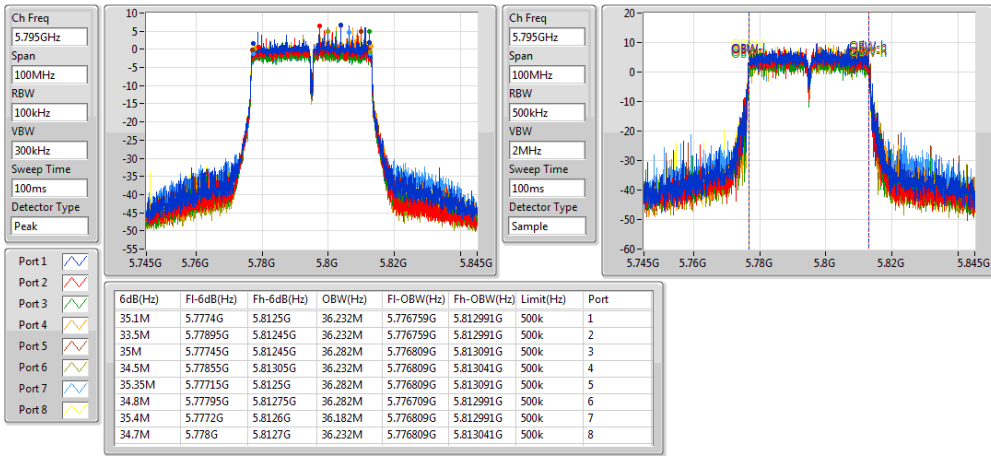 Ch Freq
5.795GHz
Span
100MHz
RBW
100kHz
VBW
300kHz
Sweep Time
100ms
Detector Type
Peak
10
5
0
-5
-10
-15
-20
-25
-30
-35
-40
-45
-50
-55
5.745G 5.76G 5.78G 5.8G 5.82G 5.845G
Ch Freq
5.795GHz
Span
100MHz
RBW
500kHz
VBW
2MHz
Sweep Time
100ms
Detector Type
Sample
20
10
0
-10
-20
-30
-40
-50
-60
OBW-h
5.745G 5.76G 5.78G 5.8G 5.82G 5.845G
Port 1
Port 2
Port 3
Port 4
Port 5
Port 6
Port 7
Port 8
6dB(Hz) Fl-6dB(Hz) Fh-6dB(Hz) OBW(Hz) Fl-OBW(Hz) Fh-OBW(Hz) Limit(Hz) Port
35.1M 5.7774G 5.8125G 36.232M 5.776759G 5.812991G 500k 1
33.5M 5.77895G 5.81245G 36.232M 5.776759G 5.812991G 500k 2
35M 5.77745G 5.81245G 36.282M 5.776809G 5.813091G 500k 3
34.5M 5.77855G 5.81305G 36.232M 5.776809G 5.813041G 500k 4
35.35M 5.77715G 5.8125G 36.282M 5.776809G 5.813091G 500k 5
34.8M 5.77795G 5.81275G 36.282M 5.776709G 5.812991G 500k 6
35.4M 5.7772G 5.8126G 36.182M 5.776809G 5.812991G 500k 7
34.7M 5.778G 5.8127G 36.232M 5.776809G 5.813041G 500k 8